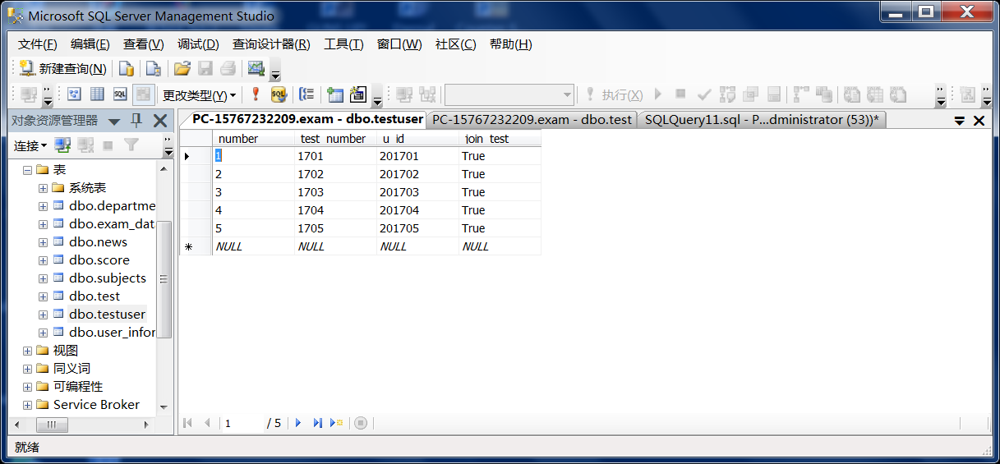 Microsoft SQL Server Management Studio
文件(F) 编辑(E) 查看(V) 调试(D) 查询设计器(R) 工具(T) 窗口(W) 社区(C) 帮助(H)
新建查询(N)
更改类型(Y) SQL 执行(X)
对象资源管理器
连接
表
系统表
dbo.departme
dbo.exam_dat
dbo.news
dbo.score
dbo.subjects
dbo.test
dbo.testuser
dbo.user_infor
视图
同义词
可编程性
Service Broker
PC-15767232209.exam - dbo.testuser PC-15767232209.exam - dbo.test SQLQuery11.sql - P...dministrator (53))*
number test_number u_id join_test
1 1701 201701 True
2 1702 201702 True
3 1703 201703 True
4 1704 201704 True
5 1705 201705 True
NULL NULL NULL NULL
1 / 5
就绪